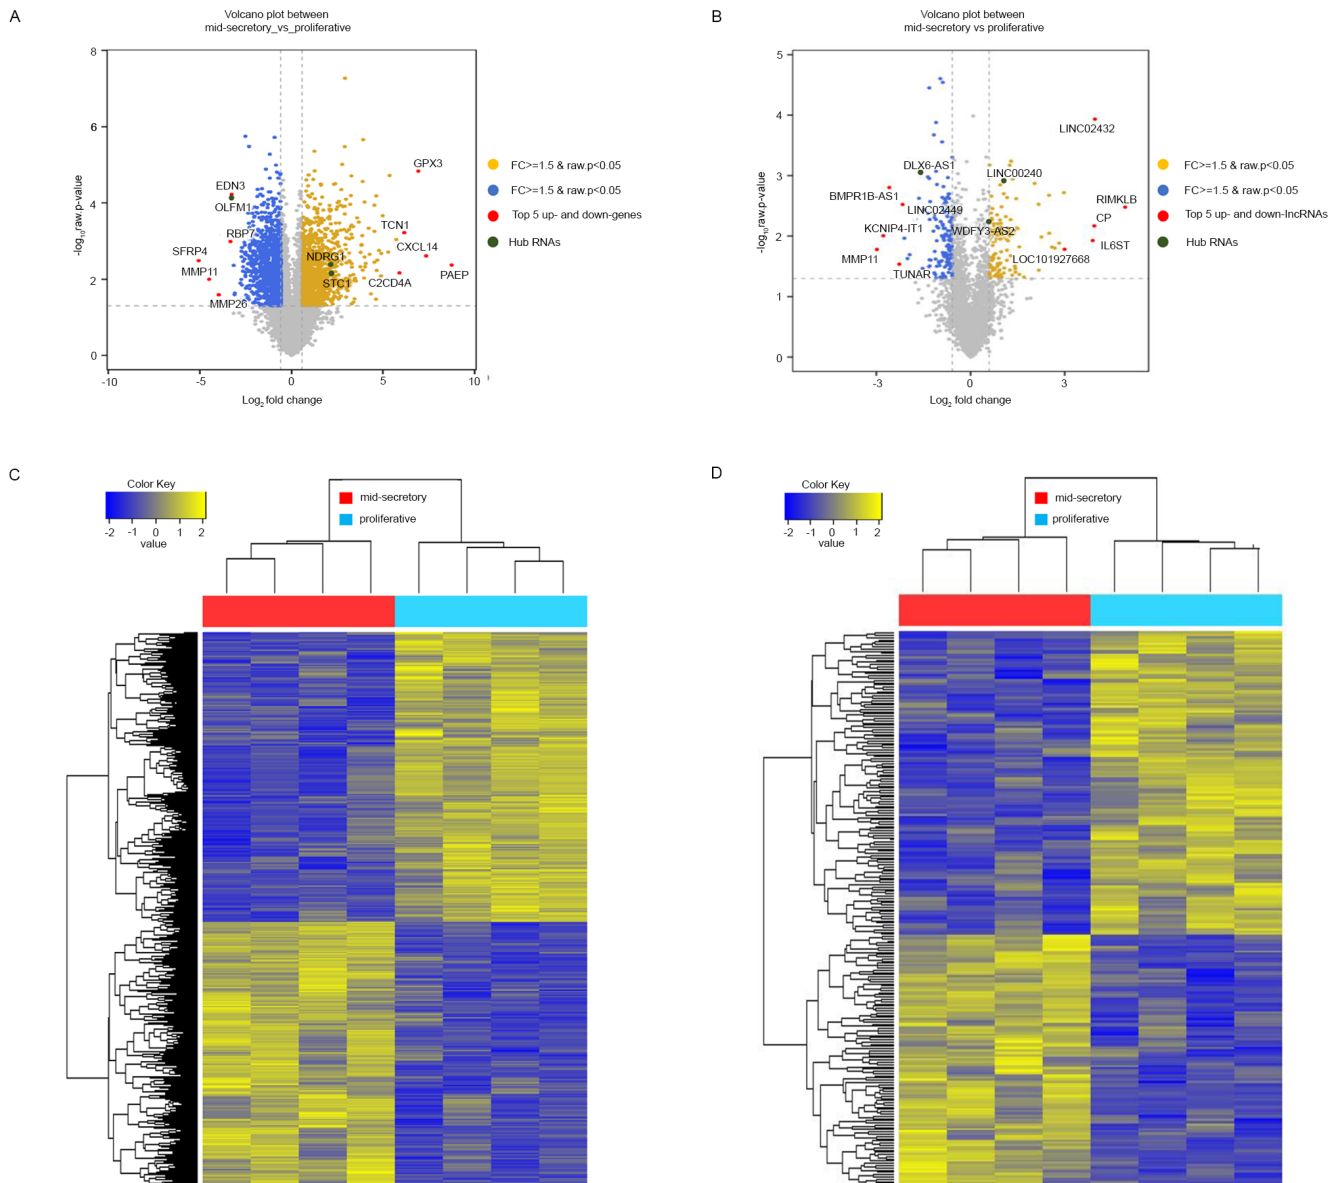 A
Volcano plot between
mid-secretory_vs_proliferative
8
6
4
2
0
-10
-5
0
5
10
-log10raw.p-value
Log2 fold change
GPX3
EDN3
OLFM1
TCN1
RBP7
CXCL14
SFRP4
NDRG1
MMP11
STC1
C2CD4A
PAEP
MMP26
FC>=1.5 & raw.p<0.05
FC>=1.5 & raw.p<0.05
Top 5 up- and down-genes
Hub RNAs
B
Volcano plot between
mid-secretory vs proliferative
5
4
3
2
1
0
-3
0
3
-log10raw.p-value
Log2 fold change
LINC02432
DLX6-AS1
LINC00240
BMPR1B-AS1
RIMKLB
LINC02449
CP
KCNIP4-IT1
WDFY3-AS2
IL6ST
MMP11
LOC101927668
TUNAR
FC>=1.5 & raw.p<0.05
FC>=1.5 & raw.p<0.05
Top 5 up- and down-lncRNAs
Hub RNAs
C
Color Key
-2 -1 0 1 2
value
mid-secretory
proliferative
D
Color Key
-2 -1 0 1 2
value
mid-secretory
proliferative